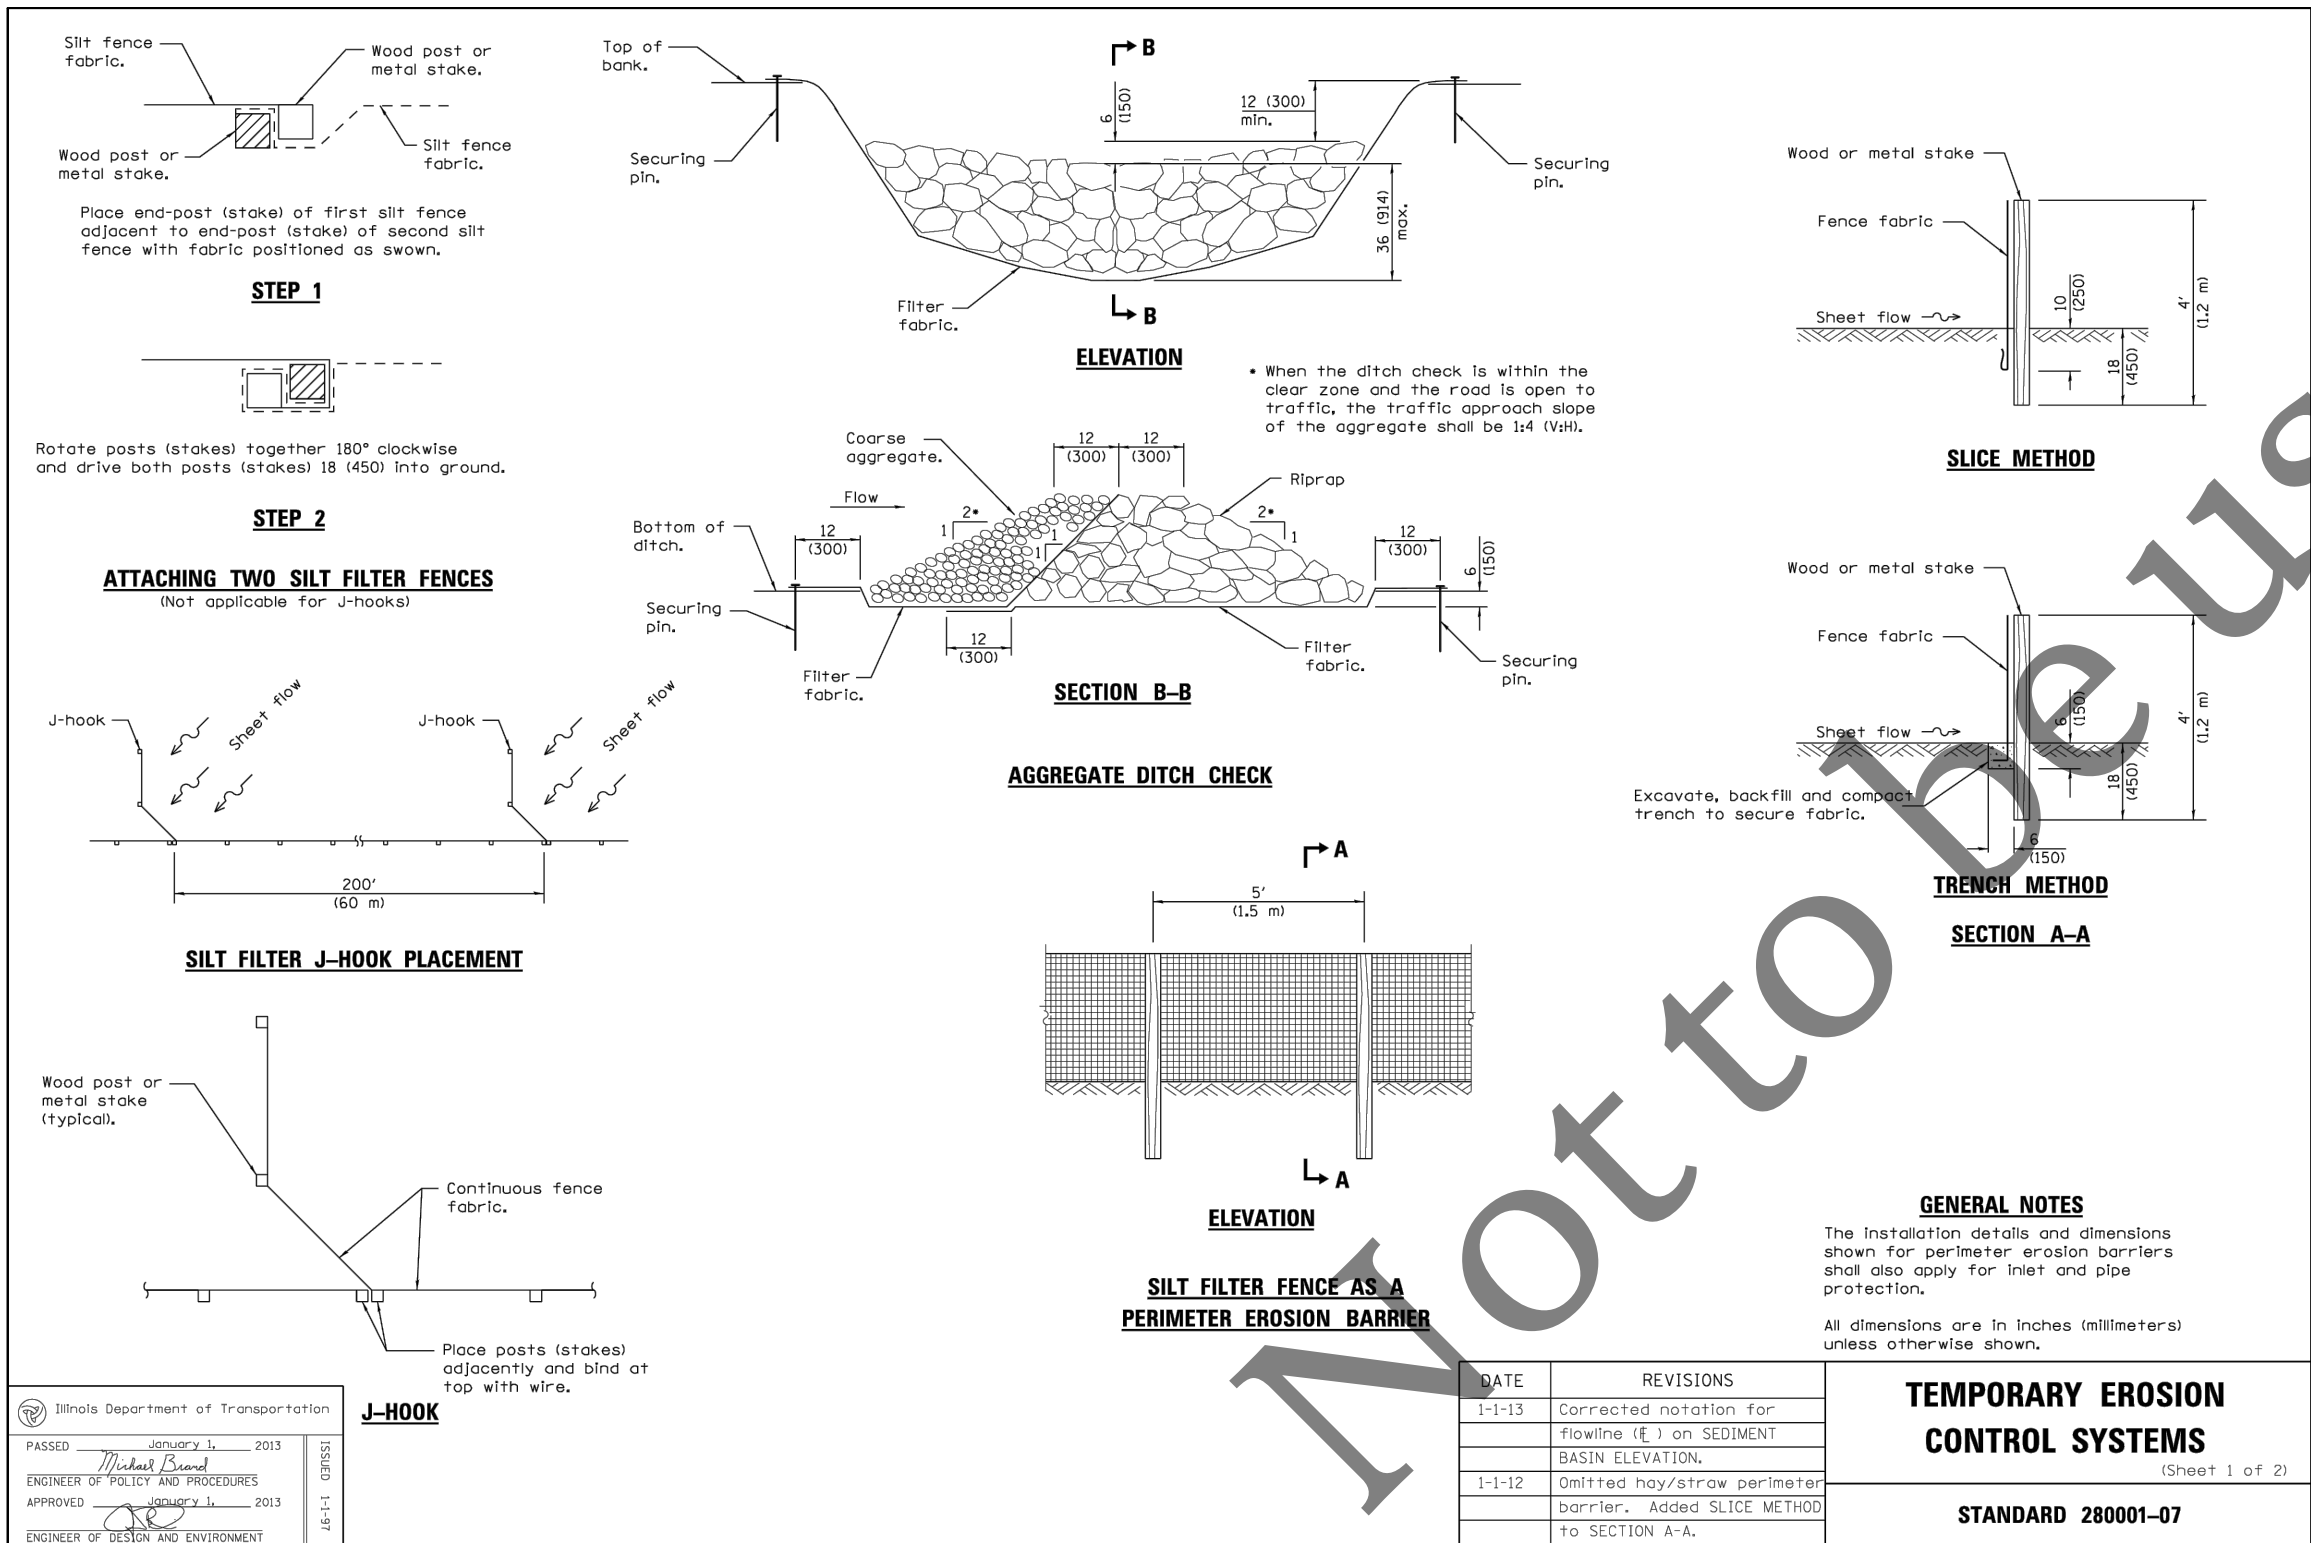 Silt fence
fabric.
Wood post or
metal stake.
Wood post or
metal stake.
Silt fence
fabric.
Place end-post (stake) of first silt fence
adjacent to end-post (stake) of second silt
fence with fabric positioned as swown.
STEP 1
Rotate posts (stakes) together 180° clockwise
and drive both posts (stakes) 18 (450) into ground.
STEP 2
ATTACHING TWO SILT FILTER FENCES
(Not applicable for J-hooks)
J-hook
Sheet flow
J-hook
Sheet flow
200'
(60 m)
SILT FILTER J-HOOK PLACEMENT
Wood post or
metal stake
(typical).
Continuous fence
fabric.
Place posts (stakes)
adjacently and bind at
top with wire.
J-HOOK
Top of
bank.
B
6
(150)
12 (300)
min.
Securing
pin.
Securing
pin.
36 (914)
max.
Filter
fabric.
B
ELEVATION
* When the ditch check is within the
clear zone and the road is open to
traffic, the traffic approach slope
of the aggregate shall be 1:4 (V:H).
Coarse
aggregate.
12
(300)
12
(300)
Riprap
Flow
2*
1
1
1
2*
1
Bottom of
ditch.
12
(300)
12
(300)
6
(150)
Securing
pin.
12
(300)
Filter
fabric.
Filter
fabric.
Securing
pin.
SECTION B-B
AGGREGATE DITCH CHECK
A
5'
(1.5 m)
A
ELEVATION
SILT FILTER FENCE AS A
PERIMETER EROSION BARRIER
Wood or metal stake
Fence fabric
Sheet flow
10
(250)
18
(450)
4'
(1.2 m)
SLICE METHOD
Wood or metal stake
Fence fabric
Sheet flow
6
(150)
18
(450)
4'
(1.2 m)
Excavate, backfill and compact
trench to secure fabric.
6
(150)
TRENCH METHOD
SECTION A-A
GENERAL NOTES
The installation details and dimensions
shown for perimeter erosion barriers
shall also apply for inlet and pipe
protection.
All dimensions are in inches (millimeters)
unless otherwise shown.
Not to be us
Illinois Department of Transportation
PASSED January 1, 2013
Michael Brand
ENGINEER OF POLICY AND PROCEDURES
APPROVED January 1, 2013
ENGINEER OF DESIGN AND ENVIRONMENT
ISSUED 1-1-97
DATE REVISIONS
1-1-13 Corrected notation for
flowline (℄) on SEDIMENT
BASIN ELEVATION.
1-1-12 Omitted hay/straw perimeter
barrier. Added SLICE METHOD
to SECTION A-A.
TEMPORARY EROSION
CONTROL SYSTEMS
(Sheet 1 of 2)
STANDARD 280001-07